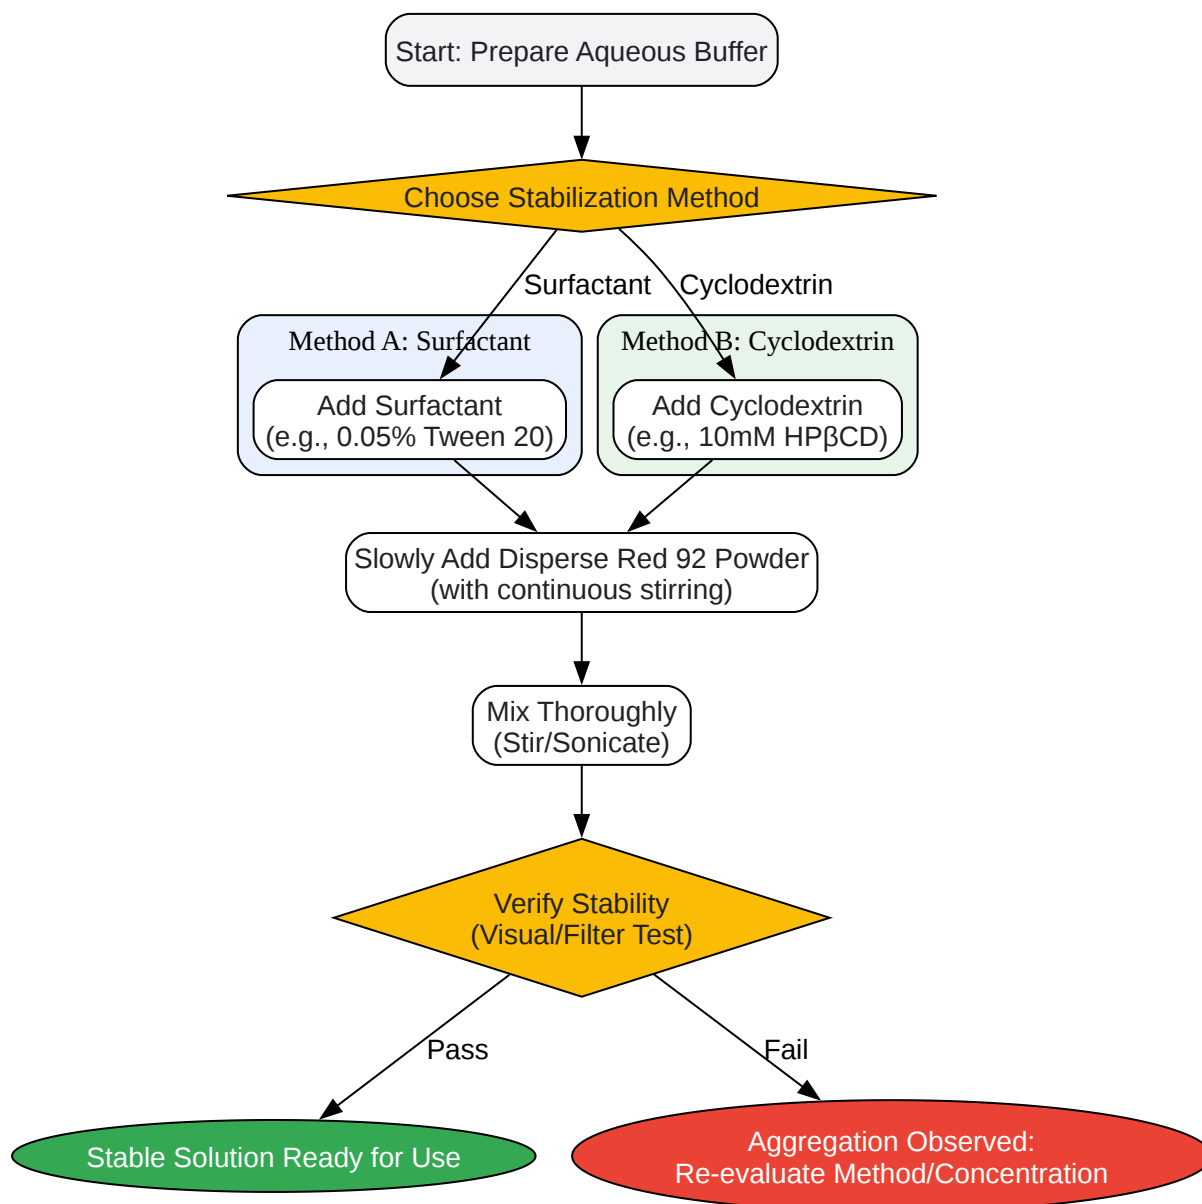 Start: Prepare Aqueous Buffer
Choose Stabilization Method
Surfactant
Cyclodextrin
Method A: Surfactant
Method B: Cyclodextrin
Add Surfactant
(e.g., 0.05% Tween 20)
Add Cyclodextrin
(e.g., 10mM HPβCD)
Slowly Add Disperse Red 92 Powder
(with continuous stirring)
Mix Thoroughly
(Stir/Sonicate)
Verify Stability
(Visual/Filter Test)
Pass
Fail
Stable Solution Ready for Use
Aggregation Observed:
Re-evaluate Method/Concentration